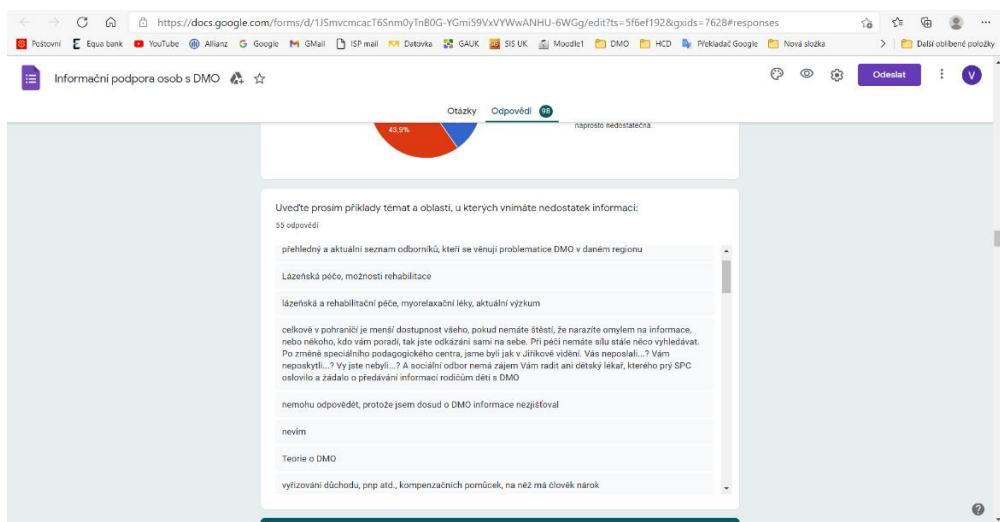 https://docs.google.com/forms/d/1JSmvcmcacT6Snm0yTnB0G-YGmi59VxVYWwANHU-6WGg/edit?ts=5f6ef192&gxids=7628#responses
Poštovní Equa bank YouTube Allianz Google GMail ISP mail Datovka GAUK SIS UK Moodle1 DMO HCD Překladač Google Nová složka Další oblíbené položky
Informační podpora osob s DMO Odeslat V
Otázky Odpovědi 98
43,9%
naprosto nedostatečná.
Uveďte prosím příklady témat a oblastí, u kterých vnímáte nedostatek informací:
55 odpovědí
přehledný a aktuální seznam odborníků, kteří se věnují problematice DMO v daném regionu
Lázeňská péče, možnosti rehabilitace
lázeňská a rehabilitační péče, myorelaxační léky, aktuální výzkum
celkově v pohraničí je menší dostupnost všeho, pokud nemáte štěstí, že narazíte omylem na informace,
nebo někoho, kdo vám poradí, tak jste odkázáni sami na sebe. Při péči nemáte sílu stále něco vyhledávat.
Po změně speciálního podagogického centra, jsme byli jak v Jiříkově vidění. Vás neposlali...? Vám
neposkytli...? Vy jste nebyli...? A sociální odbor nemá zájem Vám radit ani dětský lékař, kterého prý SPC
oslovilo a žádalo o předávání informací rodičům dětí s DMO
nemohu odpovědět, protože jsem dosud o DMO informace nezjišťoval
nevím
Teorie o DMO
vyřizování důchodu, pnp atd., kompenzačních pomůcek, na něž má člověk nárok